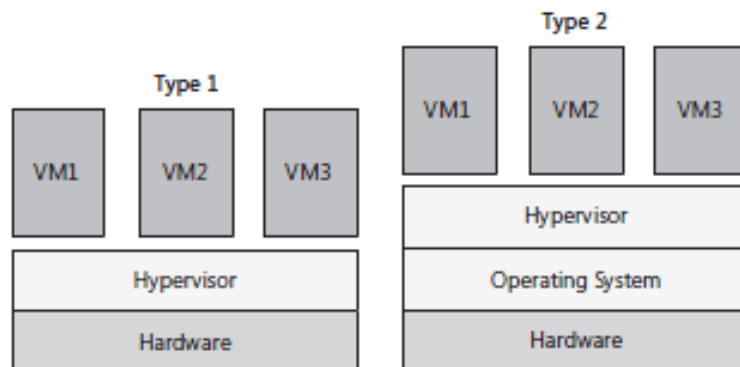 Type 1
VM1 VM2 VM3
Hypervisor
Hardware
Type 2
VM1 VM2 VM3
Hypervisor
Operating System
Hardware